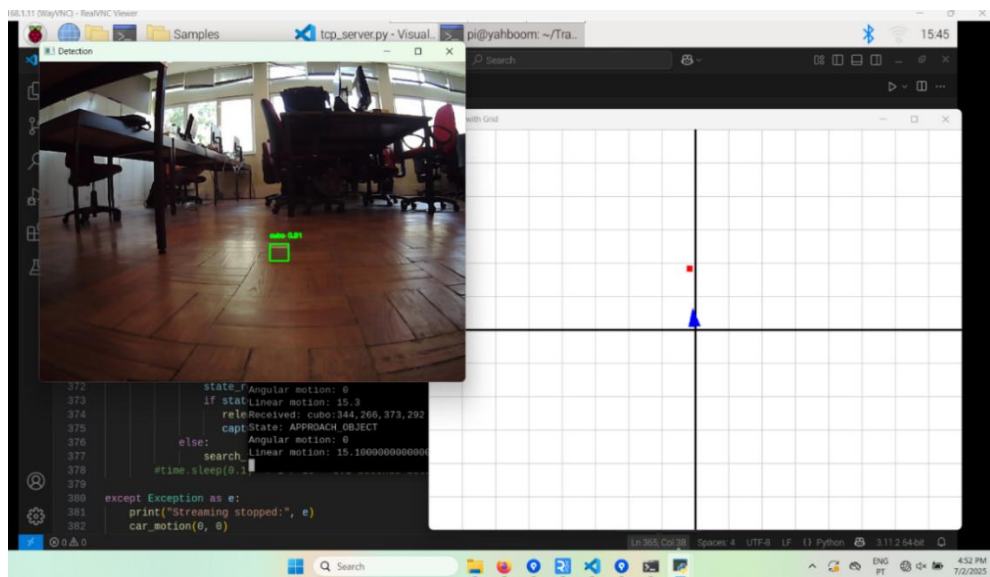 68.1.11 (WayVNC) - RealVNC Viewer
Samples
tcp_server.py - Visual..
pi@yahboom: ~/Tra..
15:45
Detection
Search
with Grid
cubo 0.91
372
373
374
375
376
377
378
379
380
381
382
state_r
if stat
rele
capt
else:
search_
#time.sleep(0.1
except Exception as e:
print("Streaming stopped:", e)
car_motion(0, 0)
Angular motion: 0
Linear motion: 15.3
Received: cubo:344,266,373,292
State: APPROACH_OBJECT
Angular motion: 0
Linear motion: 15.1000000000000
0 0
Ln 365, Col 38 Spaces: 4 UTF-8 LF {} Python 3.11.2 64-bit
Search
ENG
PT
4:52 PM
7/2/2025